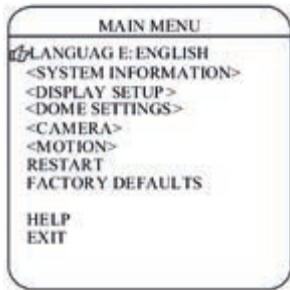 MAIN MENU
LANGUAG E: ENGLISH
<SYSTEM INFORMATION>
<DISPLAY SETUP>
<DOME SETTINGS>
<CAMERA>
<MOTION>
RESTART
FACTORY DEFAULTS
HELP
EXIT